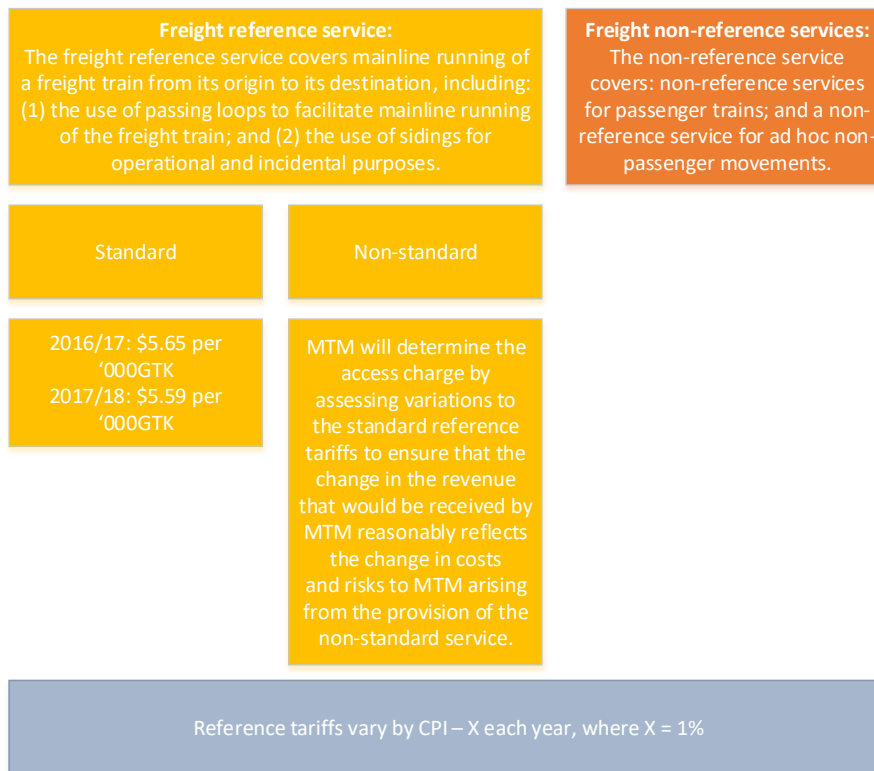 Freight reference service:
The freight reference service covers mainline running of
a freight train from its origin to its destination, including:
(1) the use of passing loops to facilitate mainline running
of the freight train; and (2) the use of sidings for
operational and incidental purposes.
Freight non-reference services:
The non-reference service
covers: non-reference services
for passenger trains; and a non-
reference service for ad hoc non-
passenger movements.
Standard
Non-standard
2016/17: $5.65 per
‘000GTK
2017/18: $5.59 per
‘000GTK
MTM will determine the
access charge by
assessing variations to
the standard reference
tariffs to ensure that the
change in the revenue
that would be received by
MTM reasonably reflects
the change in costs
and risks to MTM arising
from the provision of the
non-standard service.
Reference tariffs vary by CPI – X each year, where X = 1%